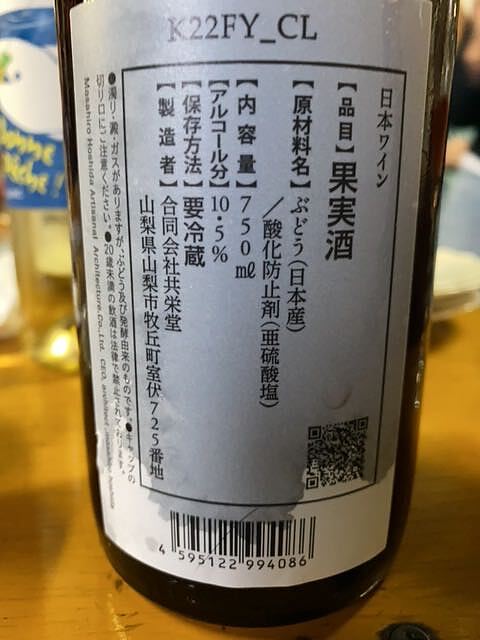 K22FY_CL
日本ワイン
【品目】果実酒
【原材料名】ぶどう(日本産)
／酸化防止剤(亜硫酸塩)
【内容量】750㎖
【アルコール分】10・5%
【保存方法】要冷蔵
【製造者】合同会社共栄堂
山梨県山梨市牧丘町室伏725番地
●濁り・澱・ガスがありますが、ぶどう及び発酵由来のものです。●キャップの
切り口にご注意ください。●20歳未満の飲酒は法律で禁止されております。
Masahiro Hoshida Artisanal Architecture.Co.,Ltd. CEO, architect
4 595122 994086